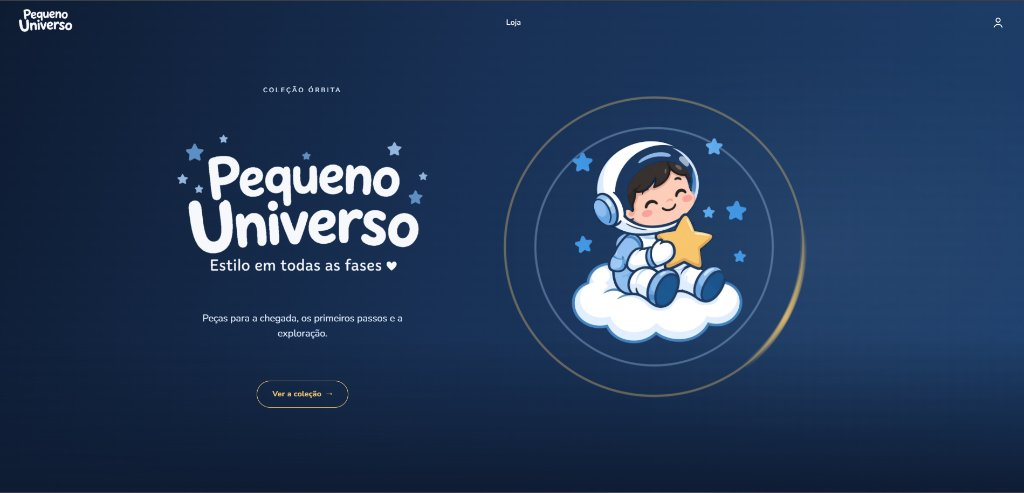 Pequeno
Universo
Loja
COLEÇÃO ÓRBITA
Pequeno
Universo
Estilo em todas as fases
Peças para a chegada, os primeiros passos e a
exploração.
Ver a coleção →